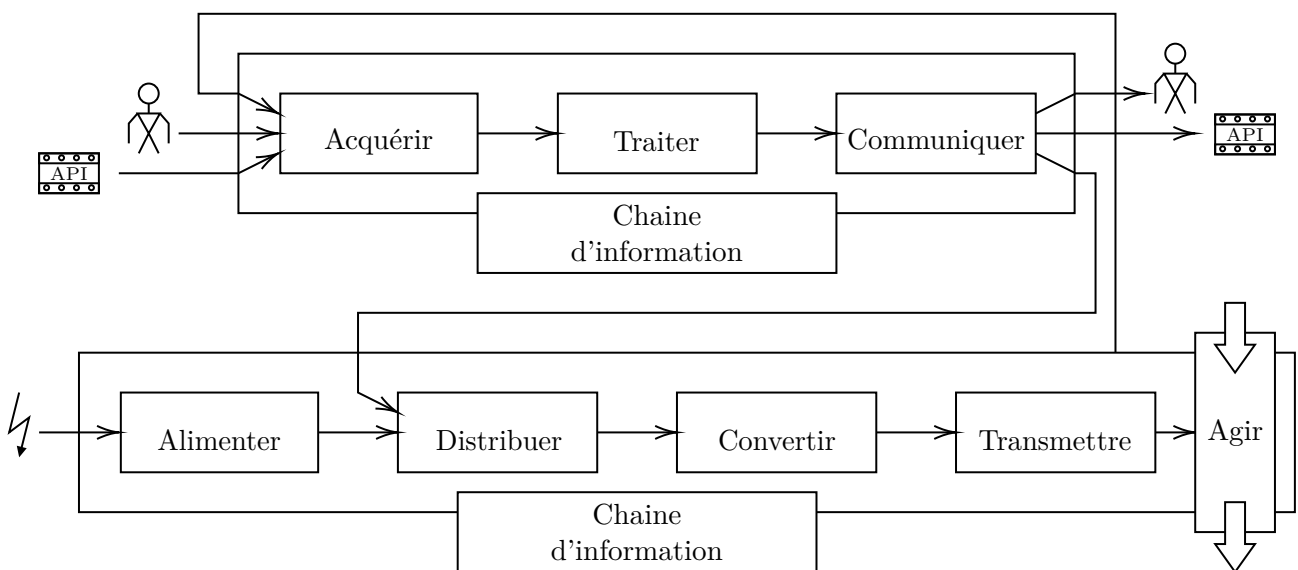 Acquérir
Traiter
Communiquer
API
API
Chaine
d'information
Alimenter
Distribuer
Convertir
Transmettre
Agir
Chaine
d'information